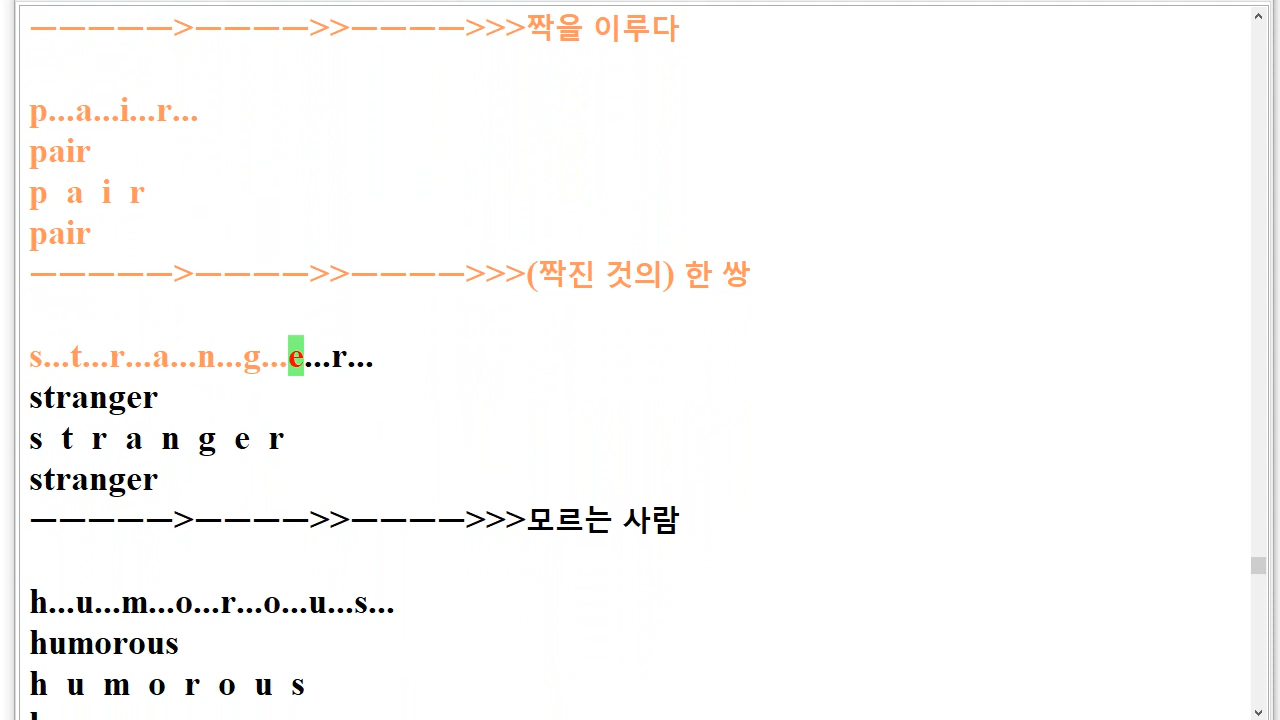 —————>————>>————>>>짝을 이루다
p...a...i...r...
pair
p a i r
pair
—————>————>>————>>>(짝진 것의) 한 쌍
s...t...r...a...n...g...e...r...
stranger
s t r a n g e r
stranger
—————>————>>————>>>모르는 사람
h...u...m...o...r...o...u...s...
humorous
h u m o r o u s